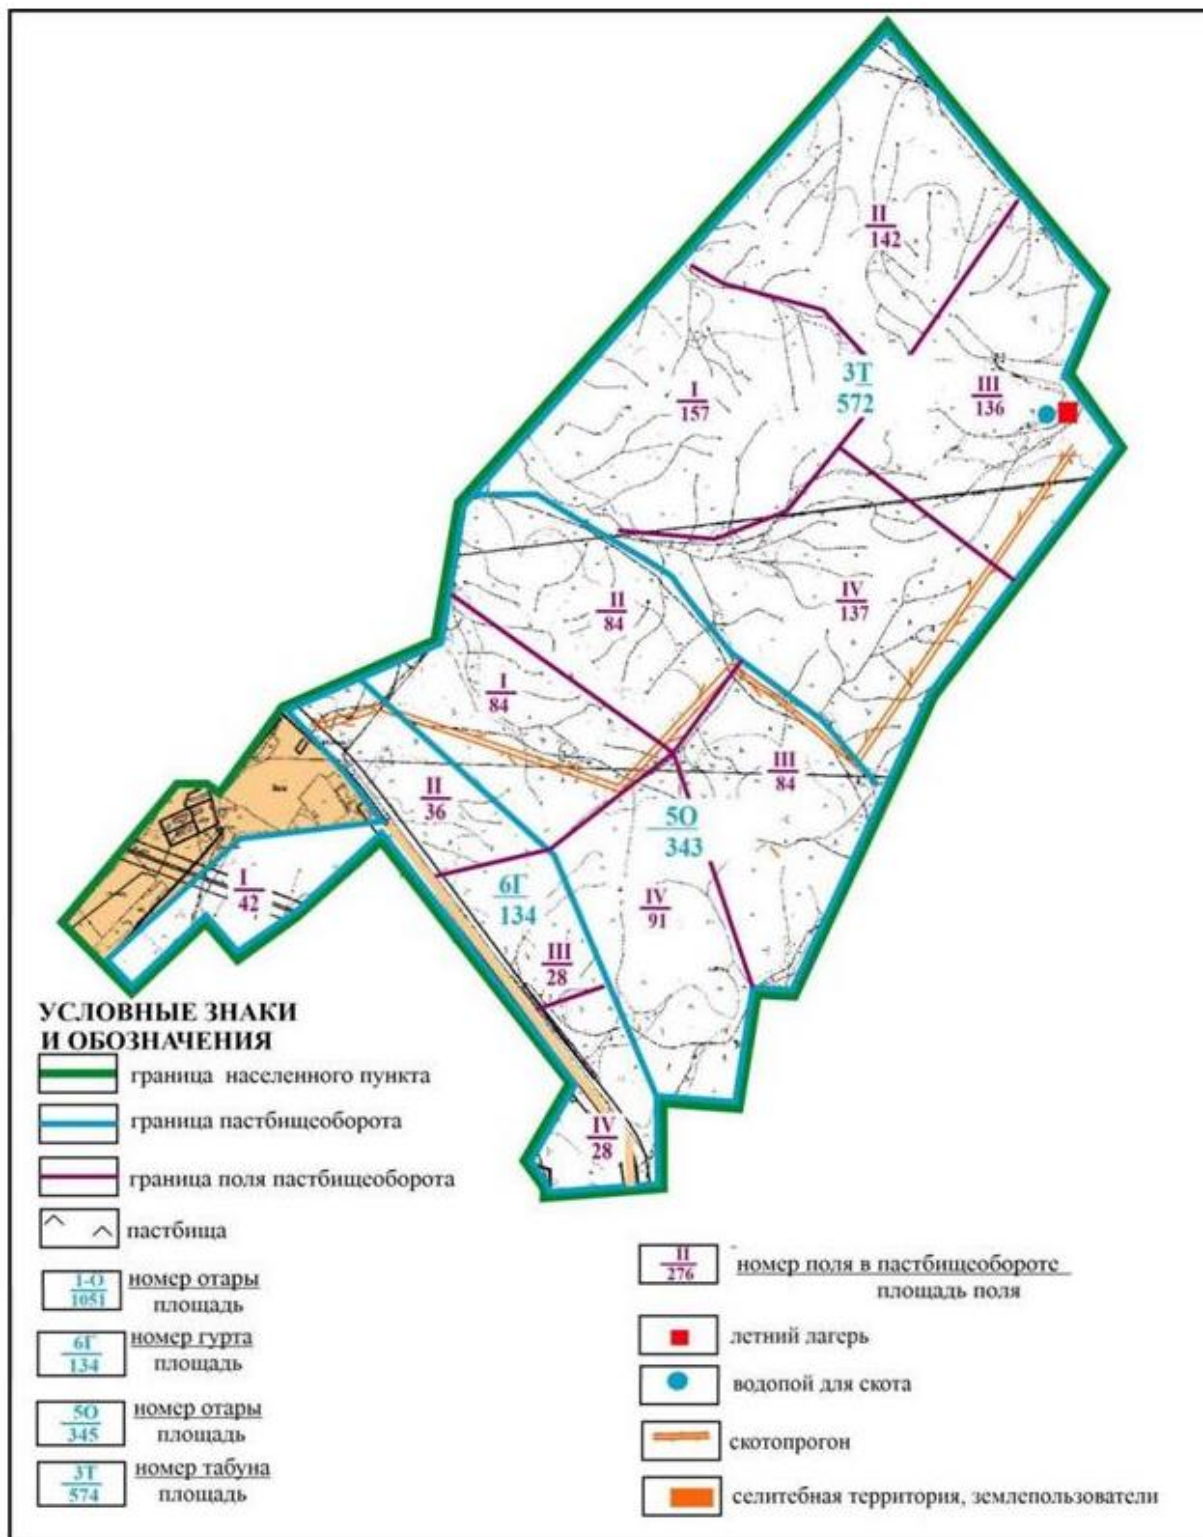 II
142
3Т
572
I
157
III
136
II
84
IV
137
I
84
III
84
II
36
5О
343
I
42
6Г
134
IV
91
III
28
IV
28
УСЛОВНЫЕ ЗНАКИ
И ОБОЗНАЧЕНИЯ
граница населенного пункта
граница пастбищеоборота
граница поля пастбищеоборота
пастбища
1-О
1051
номер отары
площадь
6Г
134
номер гурта
площадь
5О
345
номер отары
площадь
3Т
574
номер табуна
площадь
II
276
номер поля в пастбищеобороте
площадь поля
летний лагерь
водопой для скота
скотопрогон
селитебная территория, землепользователи